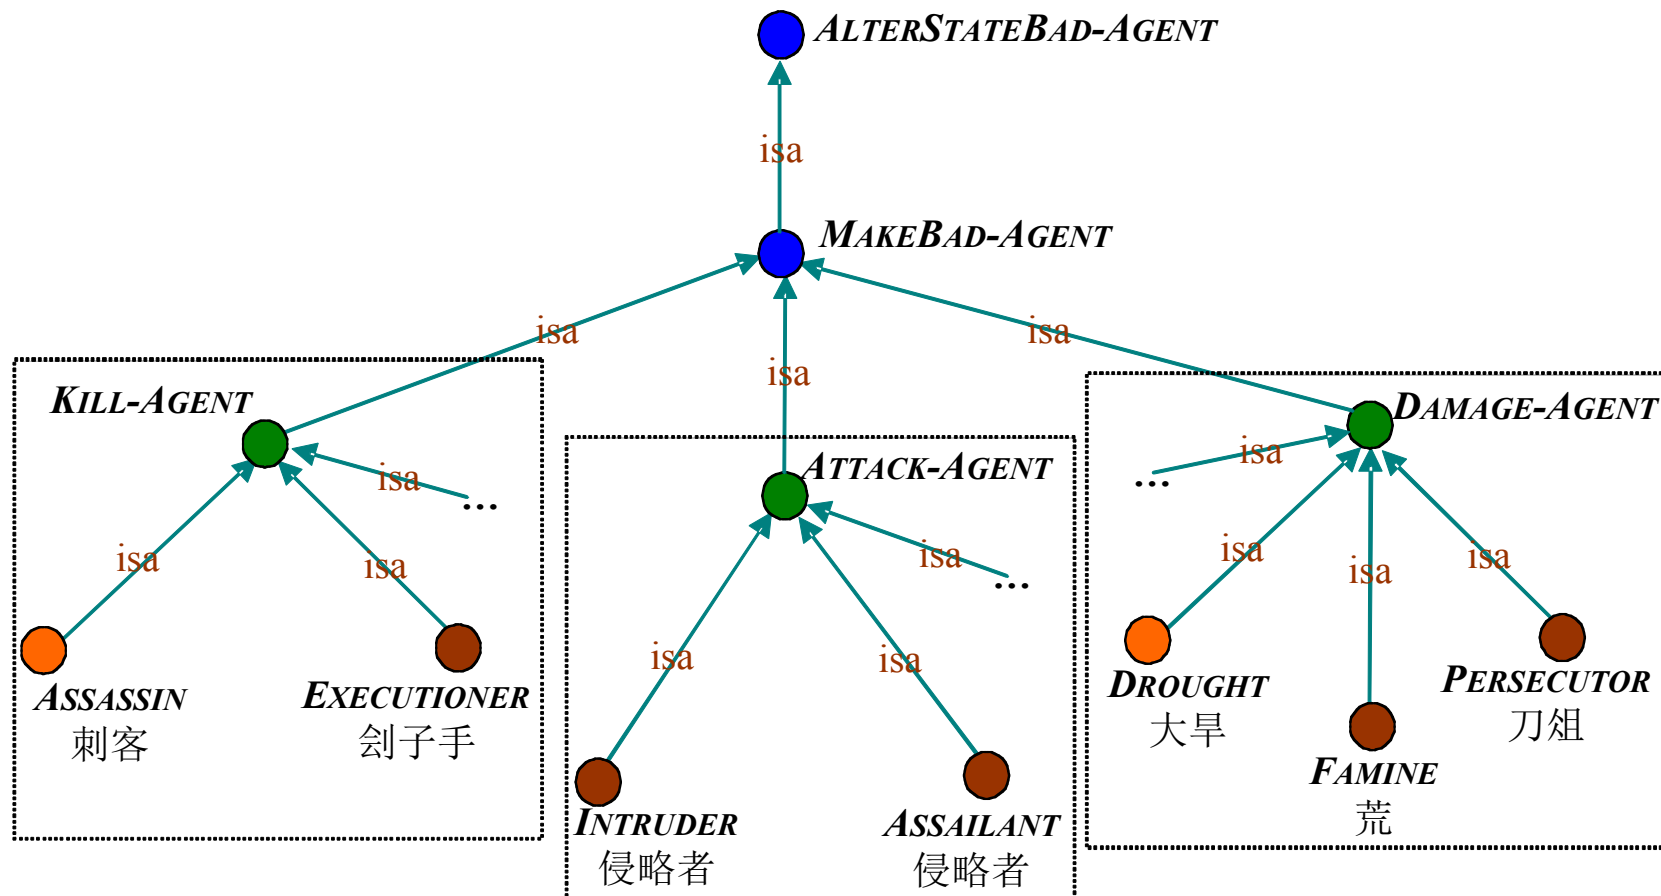 ALTERSTATEBAD-AGENT
isa
MAKEBAD-AGENT
isa
isa
isa
KILL-AGENT
isa
...
isa
isa
ASSASSIN
刺客
EXECUTIONER
刽子手
ATTACK-AGENT
isa
...
isa
isa
INTRUDER
侵略者
ASSAILANT
侵略者
DAMAGE-AGENT
isa
...
isa
isa
isa
DROUGHT
大旱
FAMINE
荒
PERSECUTOR
刀俎